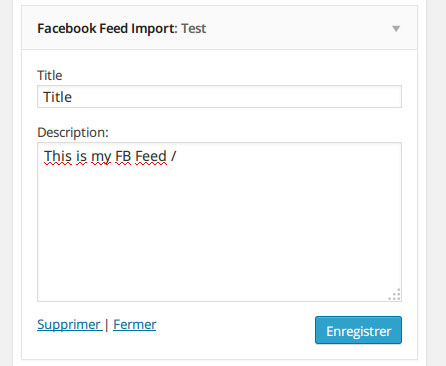 Facebook Feed Import: Test
Title
Title
Description:
This is my FB Feed /
Supprimer | Fermer
Enregistrer